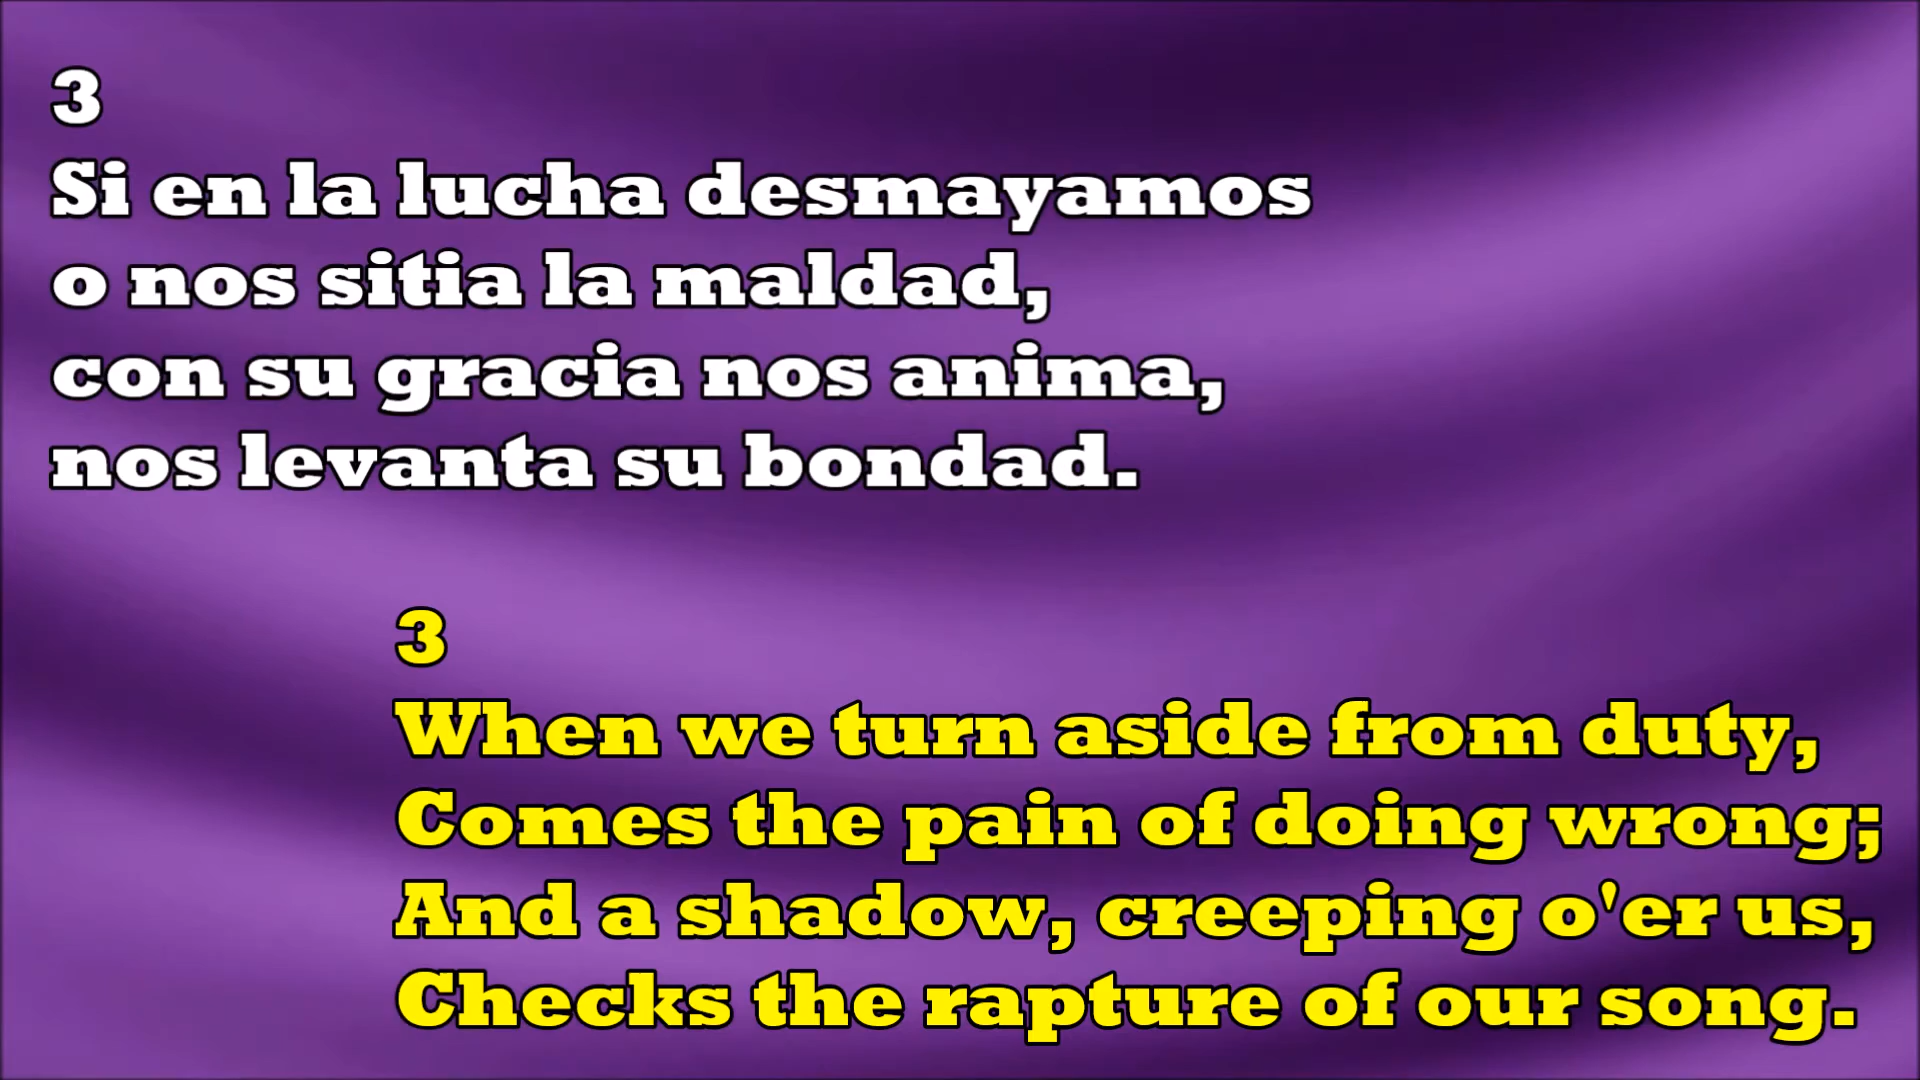 3
Si en la lucha desmayamos
o nos sitia la maldad,
con su gracia nos anima,
nos levanta su bondad.
3
When we turn aside from duty,
Comes the pain of doing wrong;
And a shadow, creeping o'er us,
Checks the rapture of our song.